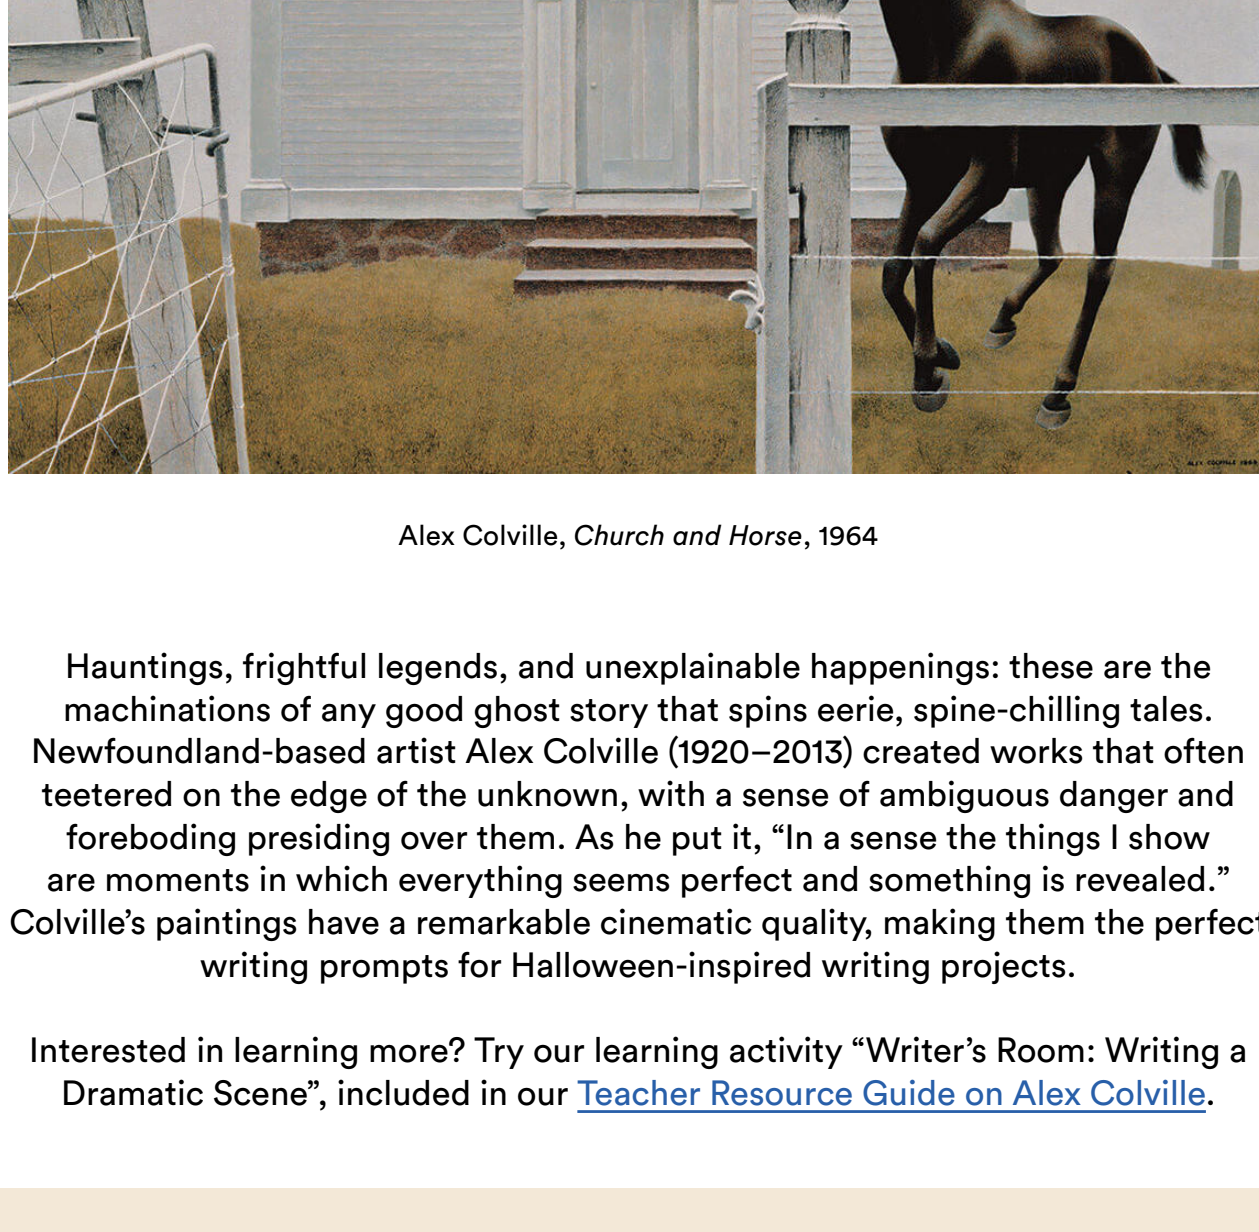 ALEX COLVILLE 1964
Alex Colville, Church and Horse, 1964
Hauntings, frightful legends, and unexplainable happenings: these are the
machinations of any good ghost story that spins eerie, spine-chilling tales.
Newfoundland-based artist Alex Colville (1920–2013) created works that often
teetered on the edge of the unknown, with a sense of ambiguous danger and
foreboding presiding over them. As he put it, “In a sense the things I show
are moments in which everything seems perfect and something is revealed.”
Colville’s paintings have a remarkable cinematic quality, making them the perfect
writing prompts for Halloween-inspired writing projects.
Interested in learning more? Try our learning activity “Writer’s Room: Writing a
Dramatic Scene”, included in our Teacher Resource Guide on Alex Colville.